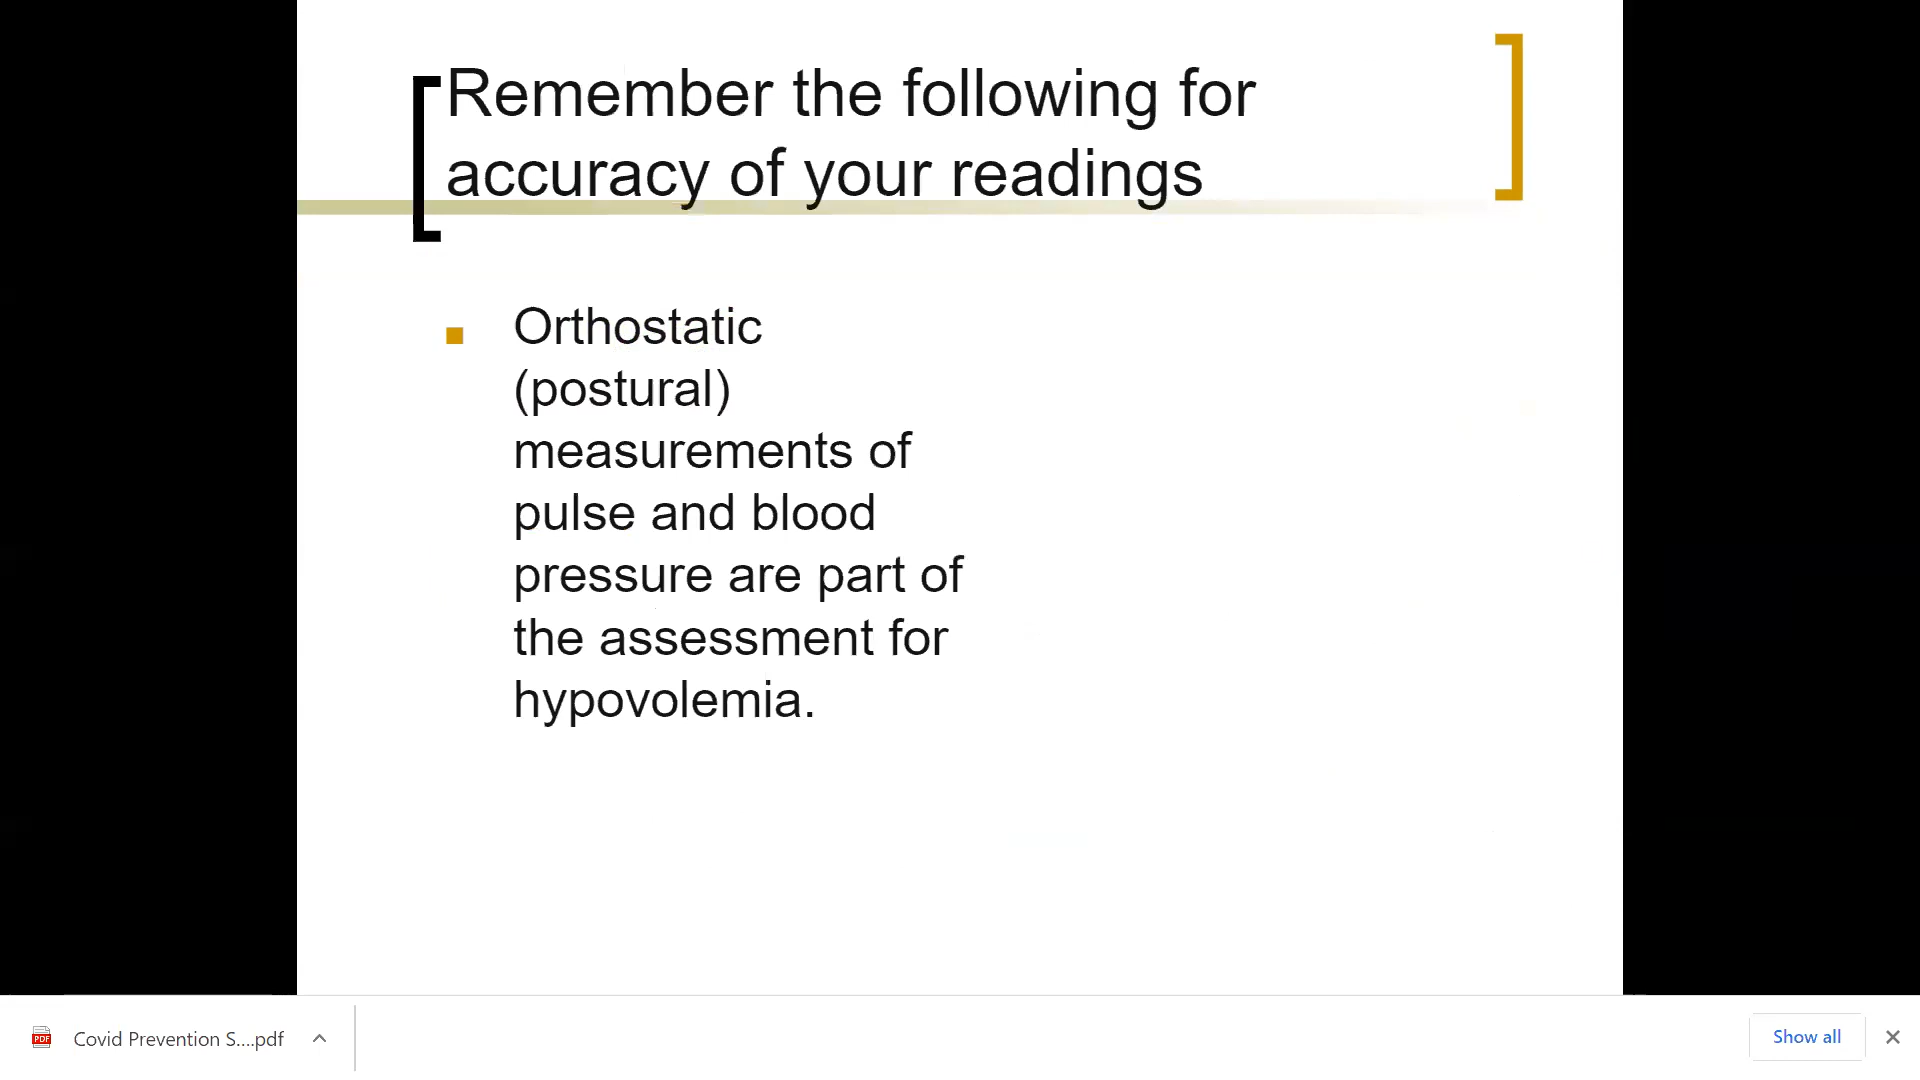 Remember the following for
accuracy of your readings
Orthostatic
(postural)
measurements of
pulse and blood
pressure are part of
the assessment for
hypovolemia.
PDF
Covid Prevention S....pdf
Show all